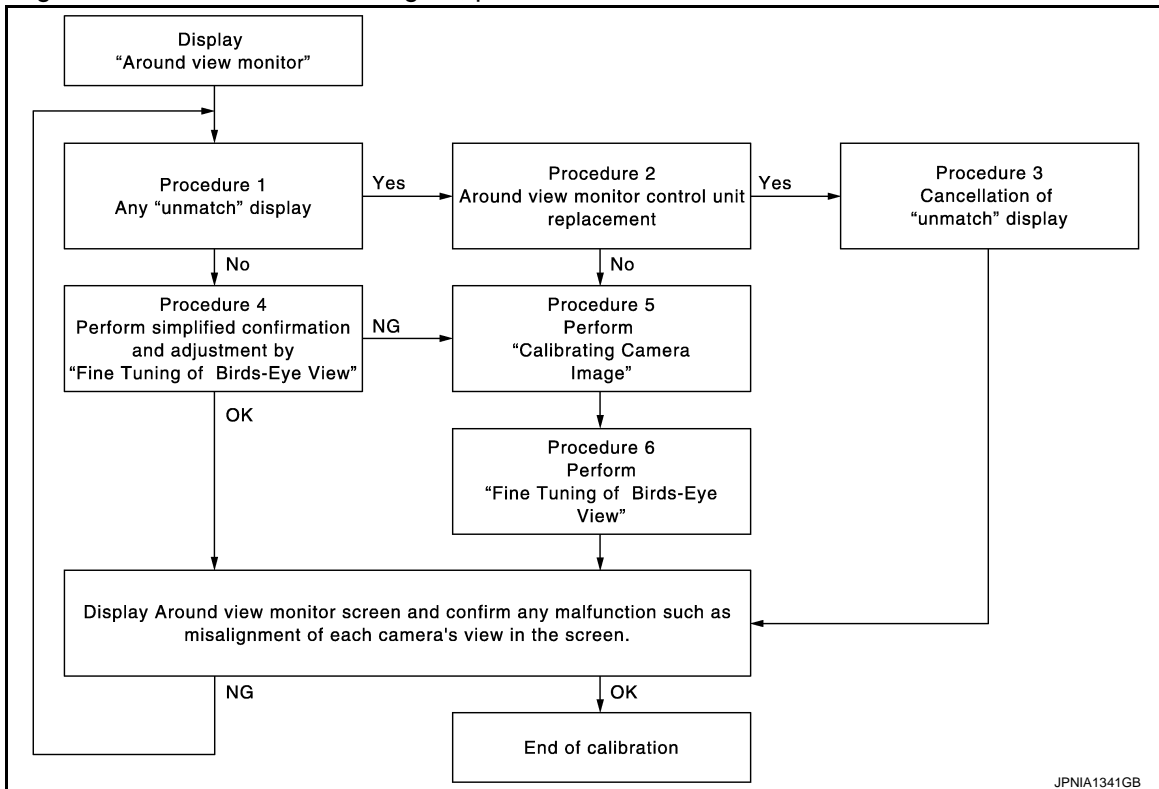 Display
“Around view monitor”
Procedure 1
Any “unmatch” display
Yes
Procedure 2
Around view monitor control unit
replacement
Yes
Procedure 3
Cancellation of
“unmatch” display
No
No
Procedure 4
Perform simplified confirmation
and adjustment by
“Fine Tuning of Birds-Eye View”
NG
Procedure 5
Perform
“Calibrating Camera
Image”
OK
Procedure 6
Perform
“Fine Tuning of Birds-Eye
View”
Display Around view monitor screen and confirm any malfunction such as
misalignment of each camera's view in the screen.
NG
OK
End of calibration
JPNIA1341GB